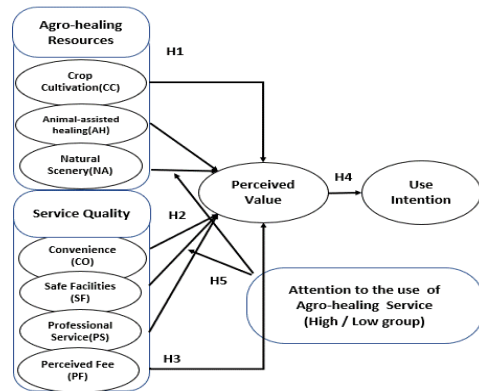 Agro-healing
Resources
H1
Crop
Cultivation(CC)
Animal-assisted
healing(AH)
Natural
Scenery(NA)
Perceived
Value
H4
Use
Intention
Service Quality
H2
Convenience
(CO)
H5
Safe Facilities
(SF)
Attention to the use of
Agro-healing Service
(High / Low group)
Professional
Service(PS)
H3
Perceived Fee
(PF)